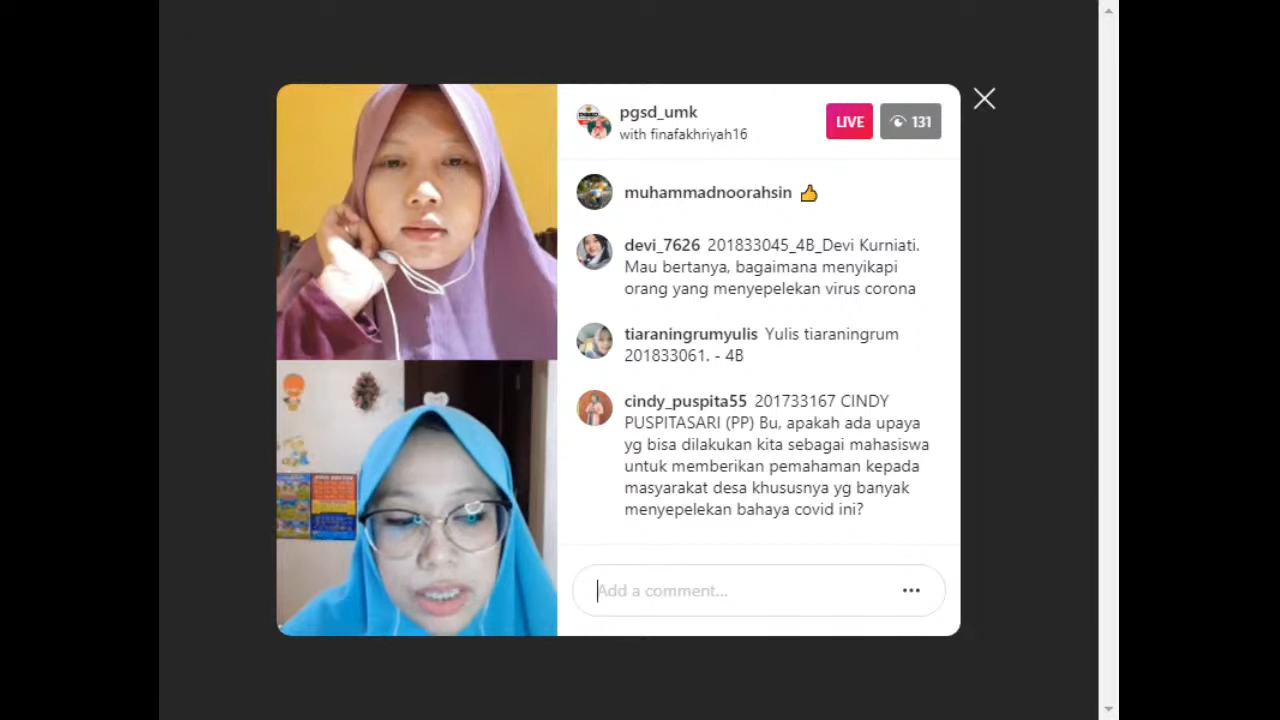 pgsd_umk
with finafakhriyah16
LIVE
131
muhammadnoorahsin 👍
devi_7626 201833045_4B_Devi Kurniati.
Mau bertanya, bagaimana menyikapi
orang yang menyepelekan virus corona
tiaraningrumyulis Yulis tiaraningrum
201833061. - 4B
cindy_puspita55 201733167 CINDY
PUSPITASARI (PP) Bu, apakah ada upaya
yg bisa dilakukan kita sebagai mahasiswa
untuk memberikan pemahaman kepada
masyarakat desa khususnya yg banyak
menyepelekan bahaya covid ini?
Add a comment...